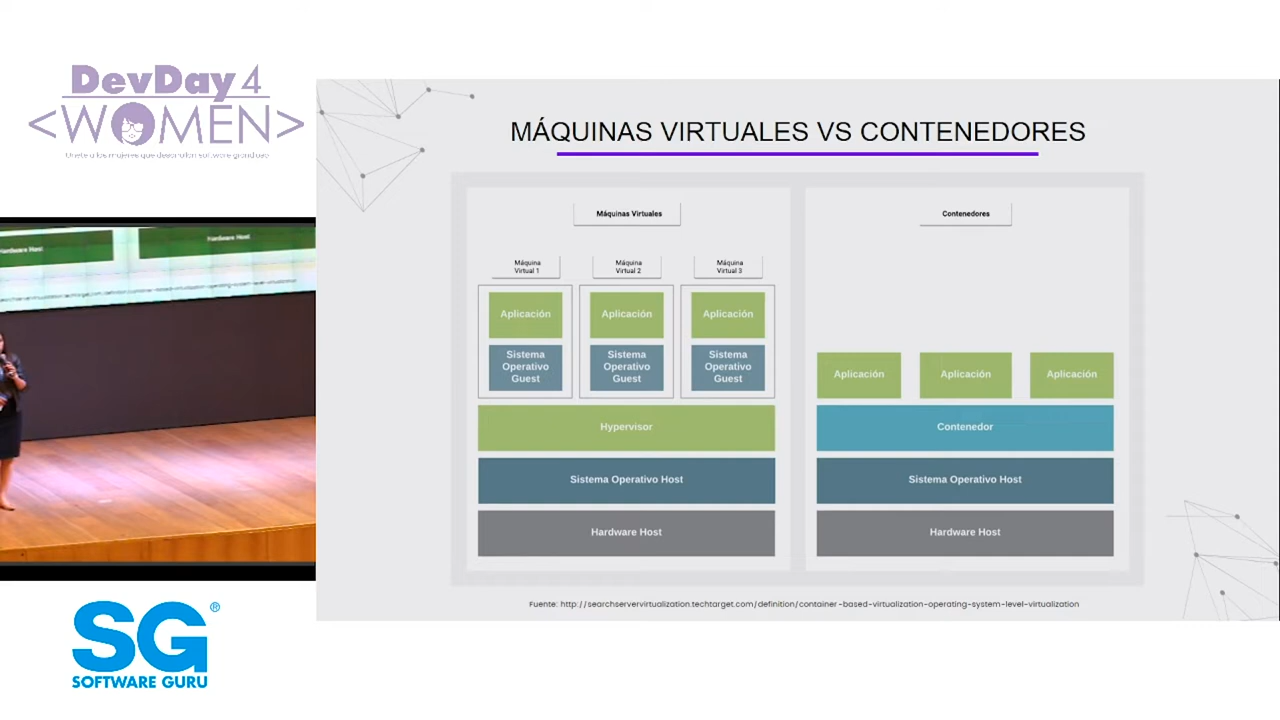 DevDay4
<WOMEN>
MÁQUINAS VIRTUALES VS CONTENEDORES
Máquinas Virtuales
Máquina Virtual 1
Máquina Virtual 2
Máquina Virtual 3
Aplicación
Aplicación
Aplicación
Sistema Operativo Guest
Sistema Operativo Guest
Sistema Operativo Guest
Hypervisor
Sistema Operativo Host
Hardware Host
Contenedores
Aplicación
Aplicación
Aplicación
Contenedor
Sistema Operativo Host
Hardware Host
Fuente: http://searchservervirtualization.techtarget.com/definition/container-based-virtualization-operating-system-level-virtualization
Hardware Host
Hardware Host
SG®
SOFTWARE GURU